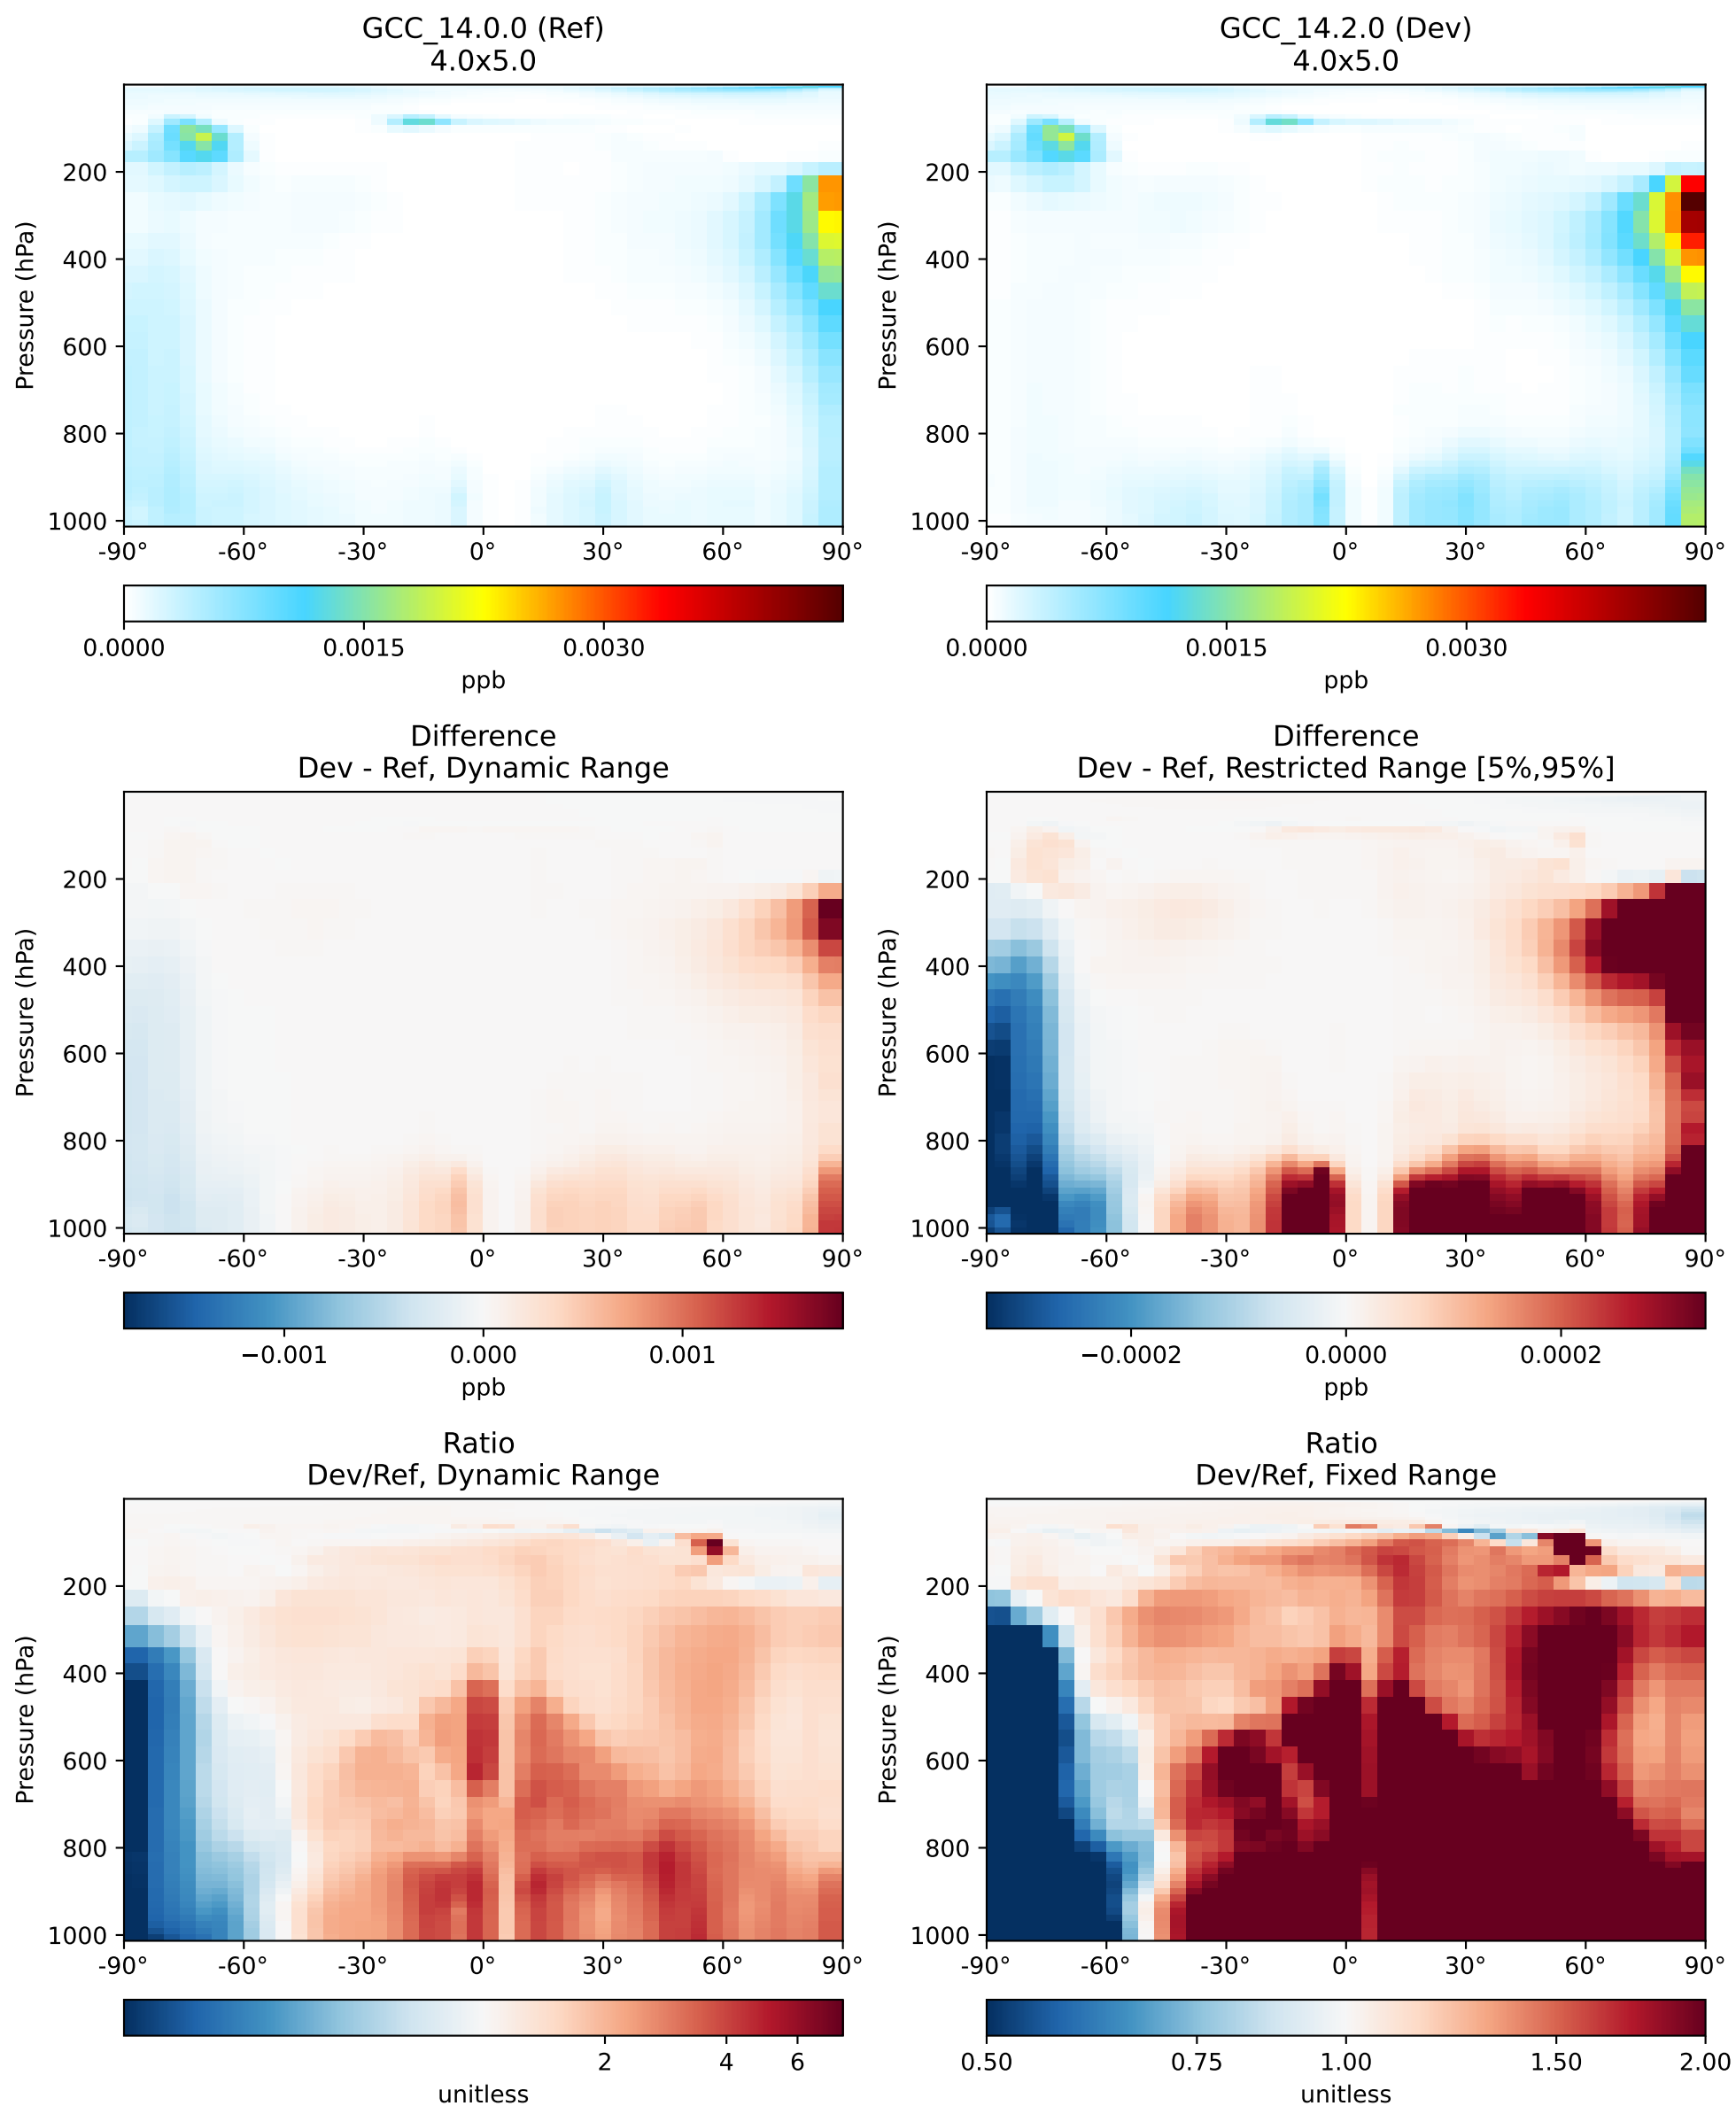 GCC_14.0.0 (Ref)
4.0x5.0
GCC_14.2.0 (Dev)
4.0x5.0
Pressure (hPa)
200
400
600
800
1000
-90° -60° -30° 0° 30° 60° 90°
0.0000 0.0015 0.0030
ppb
Pressure (hPa)
200
400
600
800
1000
-90° -60° -30° 0° 30° 60° 90°
0.0000 0.0015 0.0030
ppb
Difference
Dev - Ref, Dynamic Range
Difference
Dev - Ref, Restricted Range [5%,95%]
Pressure (hPa)
200
400
600
800
1000
-90° -60° -30° 0° 30° 60° 90°
−0.001 0.000 0.001
ppb
Pressure (hPa)
200
400
600
800
1000
-90° -60° -30° 0° 30° 60° 90°
−0.0002 0.0000 0.0002
ppb
Ratio
Dev/Ref, Dynamic Range
Ratio
Dev/Ref, Fixed Range
Pressure (hPa)
200
400
600
800
1000
-90° -60° -30° 0° 30° 60° 90°
2 4 6
unitless
Pressure (hPa)
200
400
600
800
1000
-90° -60° -30° 0° 30° 60° 90°
0.50 0.75 1.00 1.50 2.00
unitless